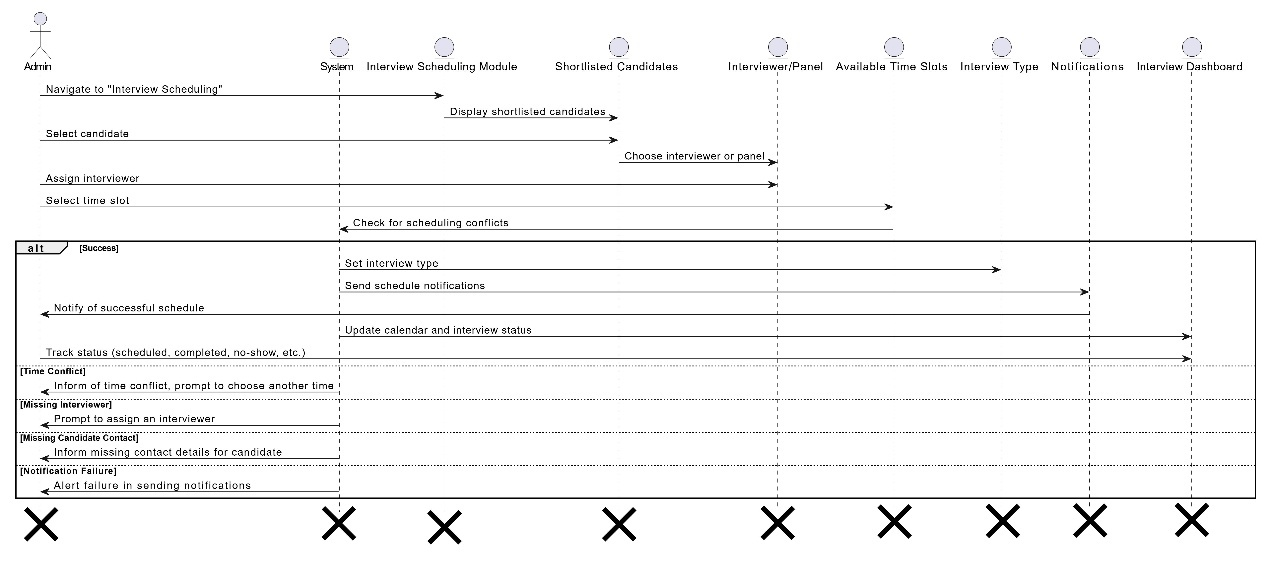 Admin
System
Interview Scheduling Module
Shortlisted Candidates
Interviewer/Panel
Available Time Slots
Interview Type
Notifications
Interview Dashboard
Navigate to "Interview Scheduling"
Display shortlisted candidates
Select candidate
Choose interviewer or panel
Assign interviewer
Select time slot
Check for scheduling conflicts
alt [Success]
Set interview type
Send schedule notifications
Notify of successful schedule
Update calendar and interview status
Track status (scheduled, completed, no-show, etc.)
[Time Conflict]
Inform of time conflict, prompt to choose another time
[Missing Interviewer]
Prompt to assign an interviewer
[Missing Candidate Contact]
Inform missing contact details for candidate
[Notification Failure]
Alert failure in sending notifications